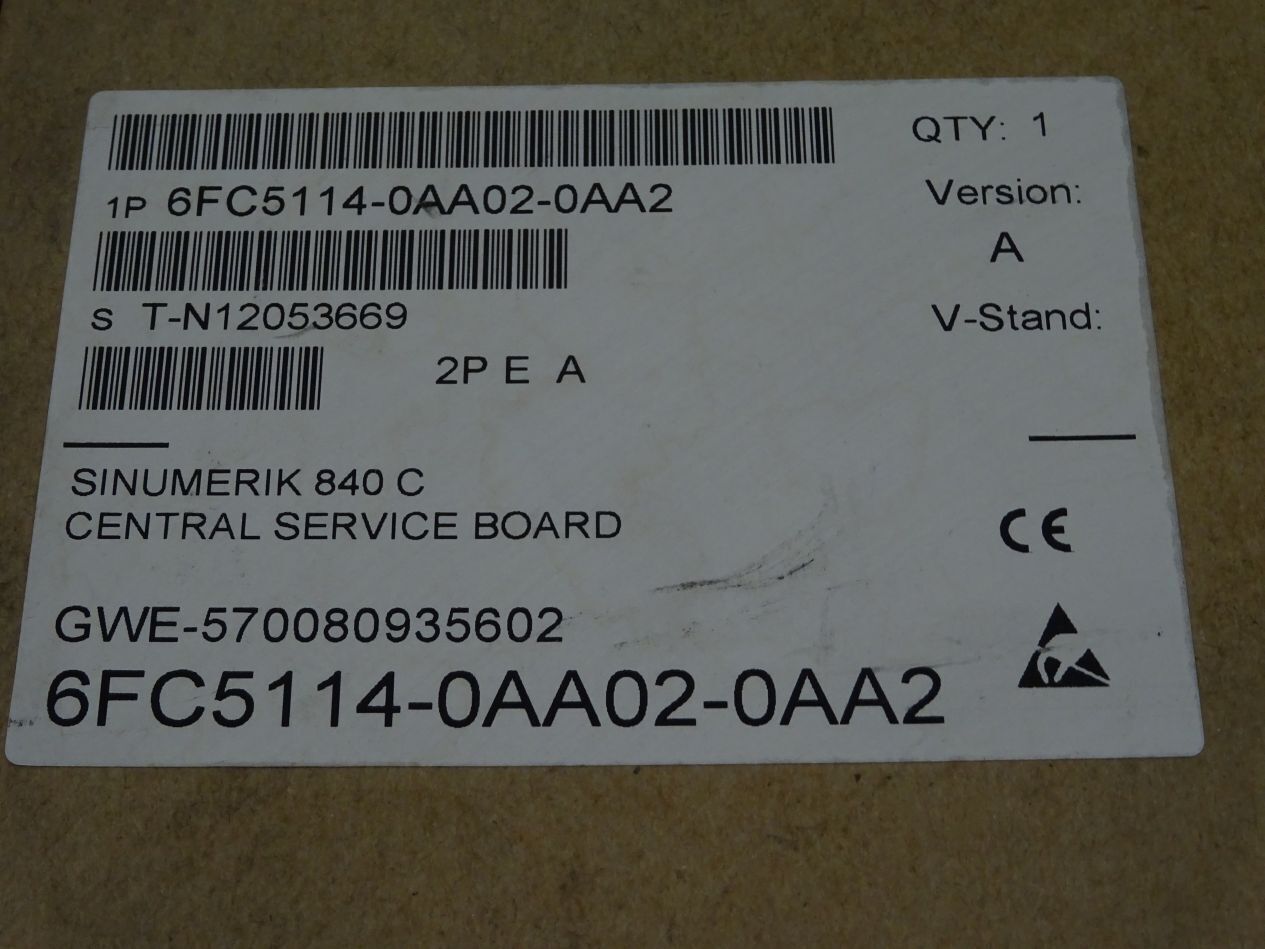 QTY: 1
1P 6FC5114-0AA02-0AA2
Version:
A
S T-N12053669
V-Stand:
2P E A
SINUMERIK 840 C
CENTRAL SERVICE BOARD
CE
GWE-570080935602
6FC5114-0AA02-0AA2